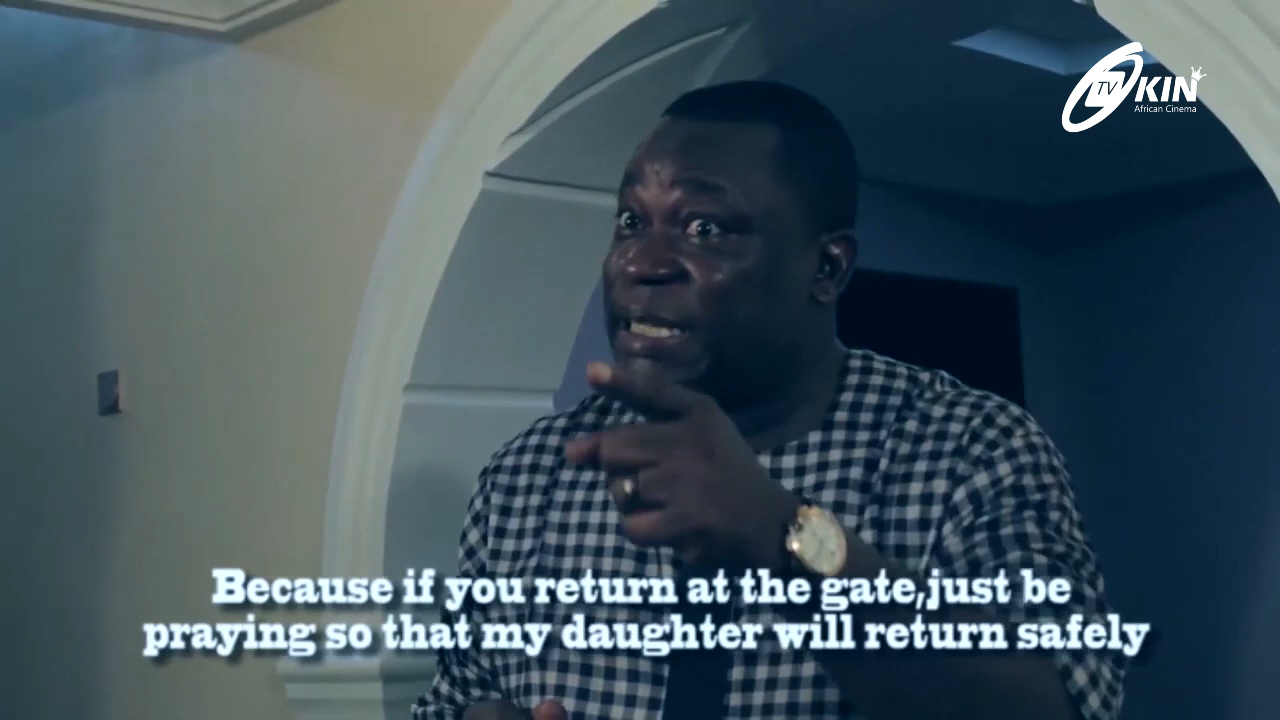 TV
KIN
African Cinema
Because if you return at the gate,just be
praying so that my daughter will return safely